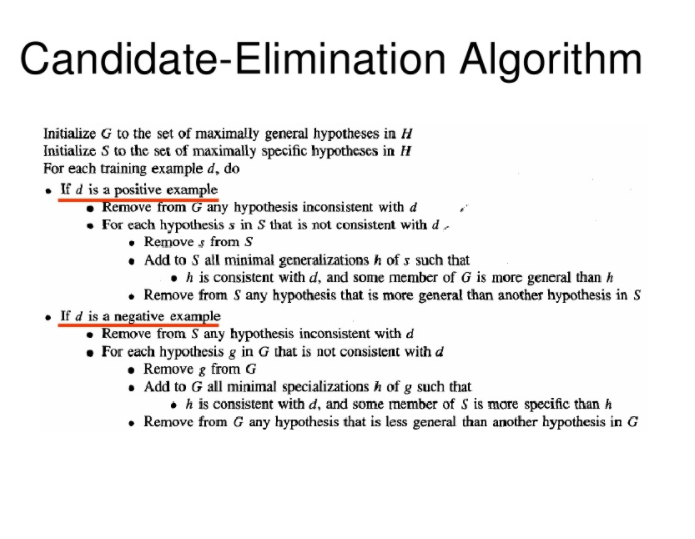 Candidate-Elimination Algorithm
Initialize G to the set of maximally general hypotheses in H
Initialize S to the set of maximally specific hypotheses in H
For each training example d, do
• If d is a positive example
• Remove from G any hypothesis inconsistent with d
• For each hypothesis s in S that is not consistent with d
• Remove s from S
• Add to S all minimal generalizations h of s such that
• h is consistent with d, and some member of G is more general than h
• Remove from S any hypothesis that is more general than another hypothesis in S
• If d is a negative example
• Remove from S any hypothesis inconsistent with d
• For each hypothesis g in G that is not consistent with d
• Remove g from G
• Add to G all minimal specializations h of g such that
• h is consistent with d, and some member of S is more specific than h
• Remove from G any hypothesis that is less general than another hypothesis in G